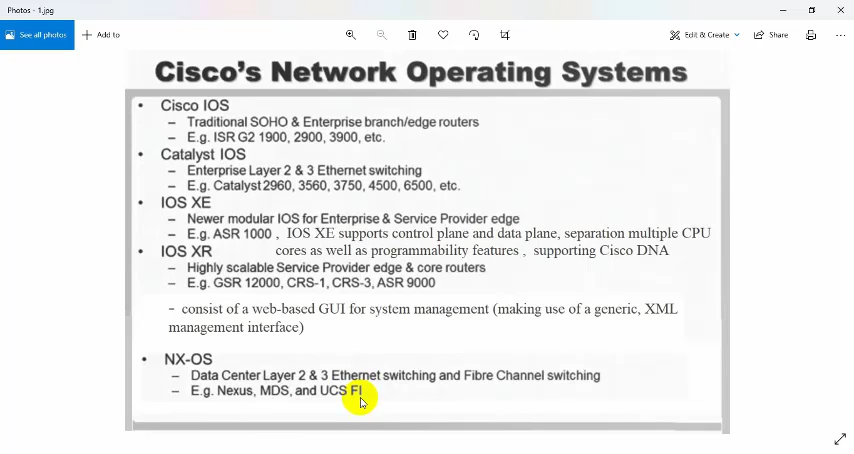 Photos - 1.jpg
See all photos
Add to
Edit & Create
Share
Cisco's Network Operating Systems
• Cisco IOS
– Traditional SOHO & Enterprise branch/edge routers
– E.g. ISR G2 1900, 2900, 3900, etc.
• Catalyst IOS
– Enterprise Layer 2 & 3 Ethernet switching
– E.g. Catalyst 2960, 3560, 3750, 4500, 6500, etc.
• IOS XE
– Newer modular IOS for Enterprise & Service Provider edge
– E.g. ASR 1000 , IOS XE supports control plane and data plane, separation multiple CPU
cores as well as programmability features , supporting Cisco DNA
• IOS XR
– Highly scalable Service Provider edge & core routers
– E.g. GSR 12000, CRS-1, CRS-3, ASR 9000
- consist of a web-based GUI for system management (making use of a generic, XML
management interface)
• NX-OS
– Data Center Layer 2 & 3 Ethernet switching and Fibre Channel switching
– E.g. Nexus, MDS, and UCS FI